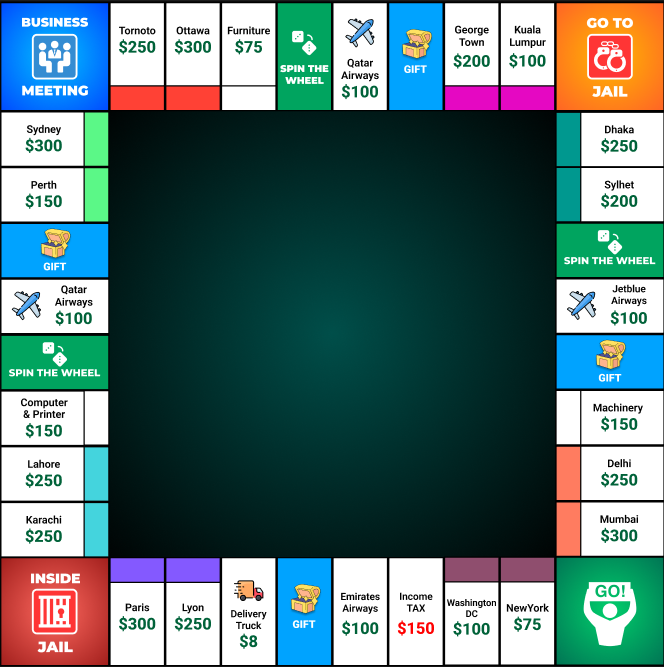 BUSINESS
MEETING
Tornoto
$250
Ottawa
$300
Furniture
$75
SPIN THE
WHEEL
Qatar
Airways
$100
GIFT
George
Town
$200
Kuala
Lumpur
$100
GO TO
JAIL
Sydney
$300
Dhaka
$250
Perth
$150
Sylhet
$200
GIFT
SPIN THE WHEEL
Qatar
Airways
$100
Jetblue
Airways
$100
SPIN THE WHEEL
GIFT
Computer
& Printer
$150
Machinery
$150
Lahore
$250
Delhi
$250
Karachi
$250
Mumbai
$300
INSIDE
JAIL
Paris
$300
Lyon
$250
Delivery
Truck
$8
GIFT
Emirates
Airways
$100
Income
TAX
$150
Washington
DC
$100
NewYork
$75
GO!